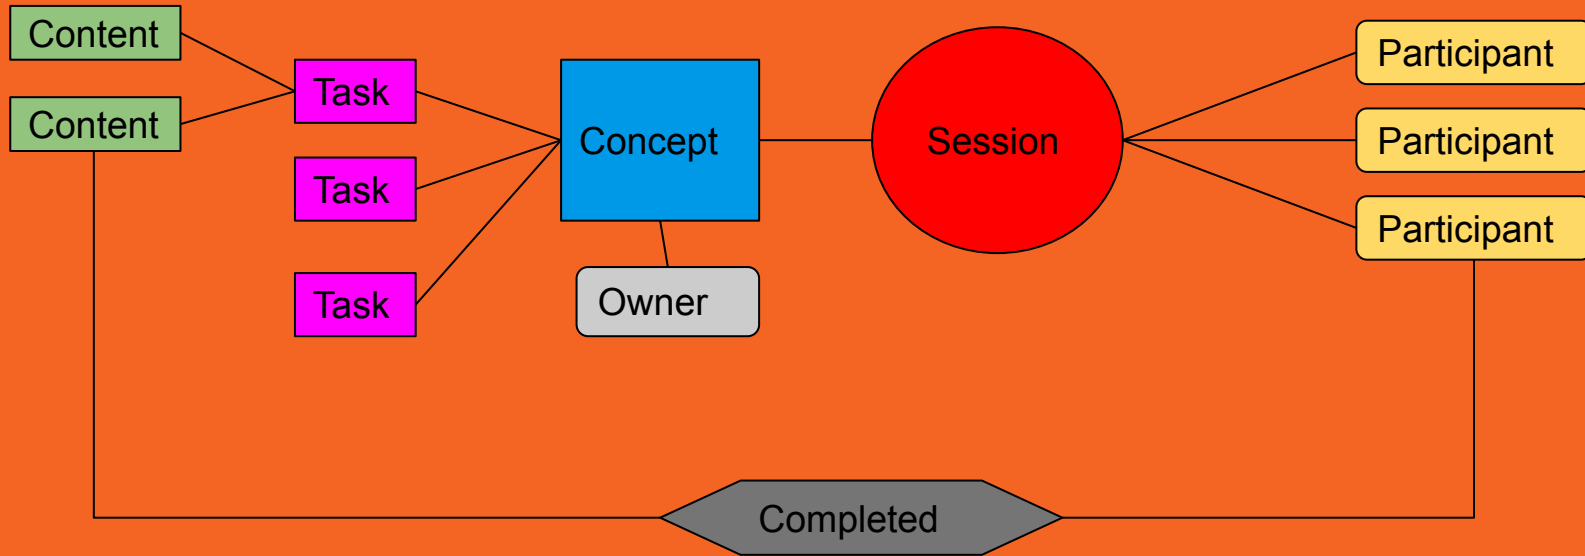 Content
Content
Task
Task
Task
Concept
Owner
Session
Participant
Participant
Participant
Completed